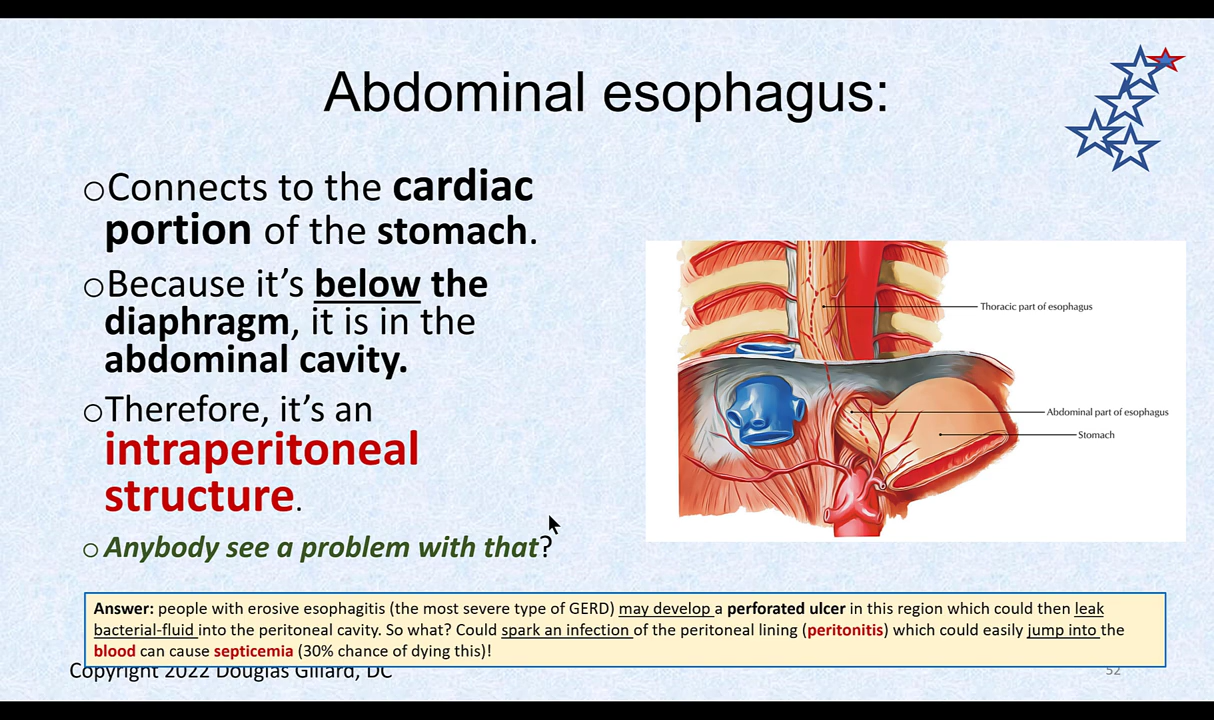 Abdominal esophagus:
oConnects to the cardiac
portion of the stomach.
oBecause it’s below the
diaphragm, it is in the
abdominal cavity.
oTherefore, it’s an
intraperitoneal
structure.
o Anybody see a problem with that?
Thoracic part of esophagus
Abdominal part of esophagus
Stomach
Answer: people with erosive esophagitis (the most severe type of GERD) may develop a perforated ulcer in this region which could then leak
bacterial-fluid into the peritoneal cavity. So what? Could spark an infection of the peritoneal lining (peritonitis) which could easily jump into the
blood can cause septicemia (30% chance of dying this)!
Copyright 2022 Douglas Gillard, DC
52